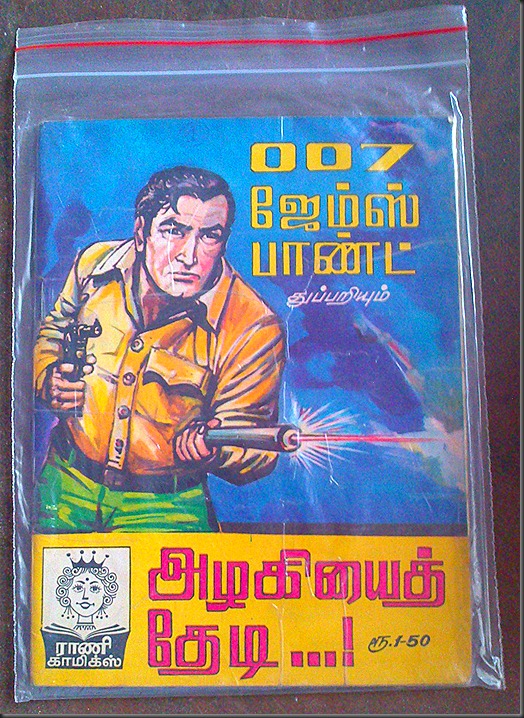 007
ஜேம்ஸ்
பாண்ட்
துப்பறியும்
அழகியைத்
தேடி...!
ரூ.1-50
ராணி
காமிக்ஸ்